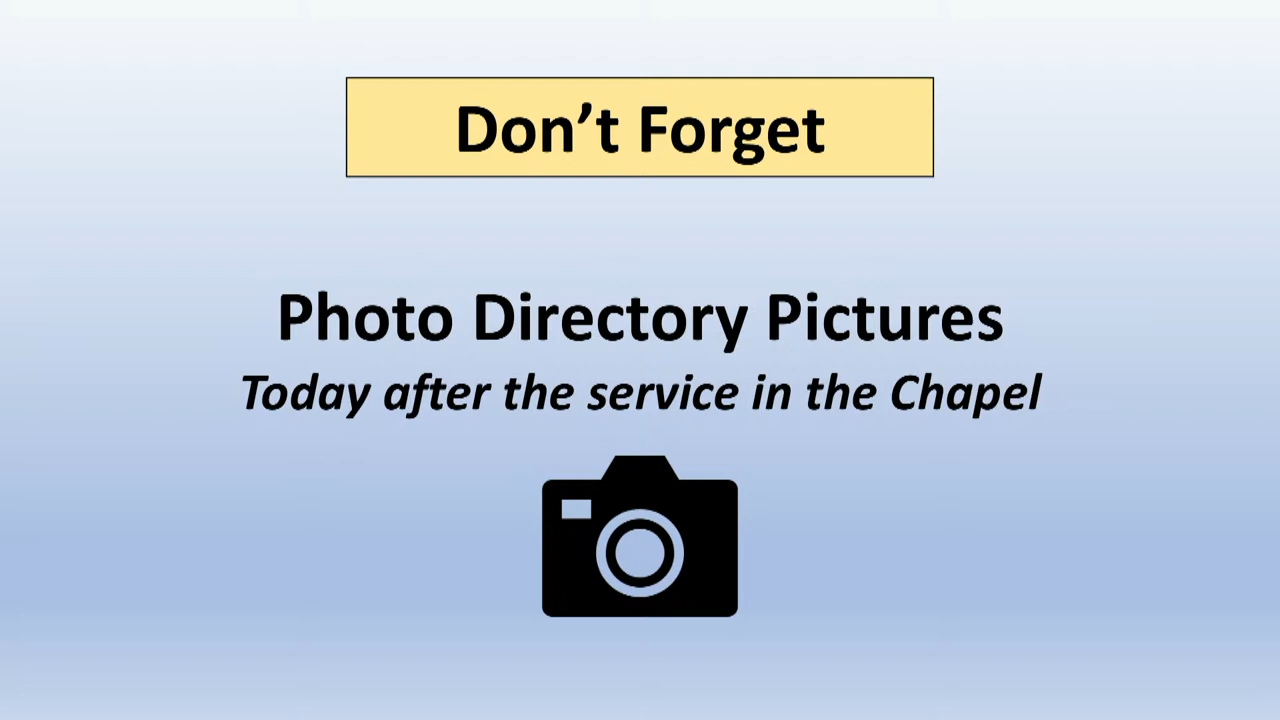 Don’t Forget
Photo Directory Pictures
Today after the service in the Chapel